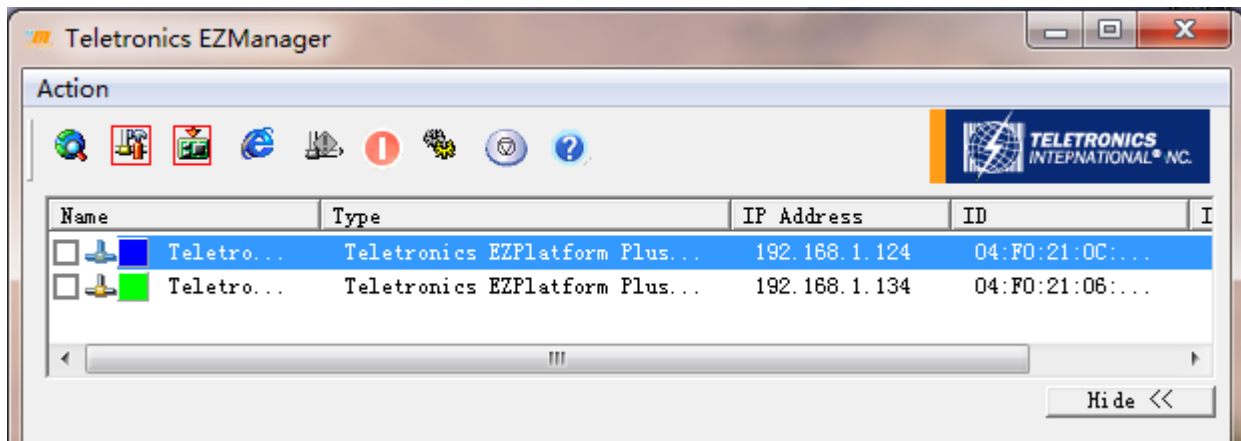 Teletronics EZManager
Action
TELETRONICS
INTERNATIONAL® NC.
Name Type IP Address ID I
Teletro... Teletronics EZPlatform Plus... 192.168.1.124 04:F0:21:0C:...
Teletro... Teletronics EZPlatform Plus... 192.168.1.134 04:F0:21:06:...
Hide <<